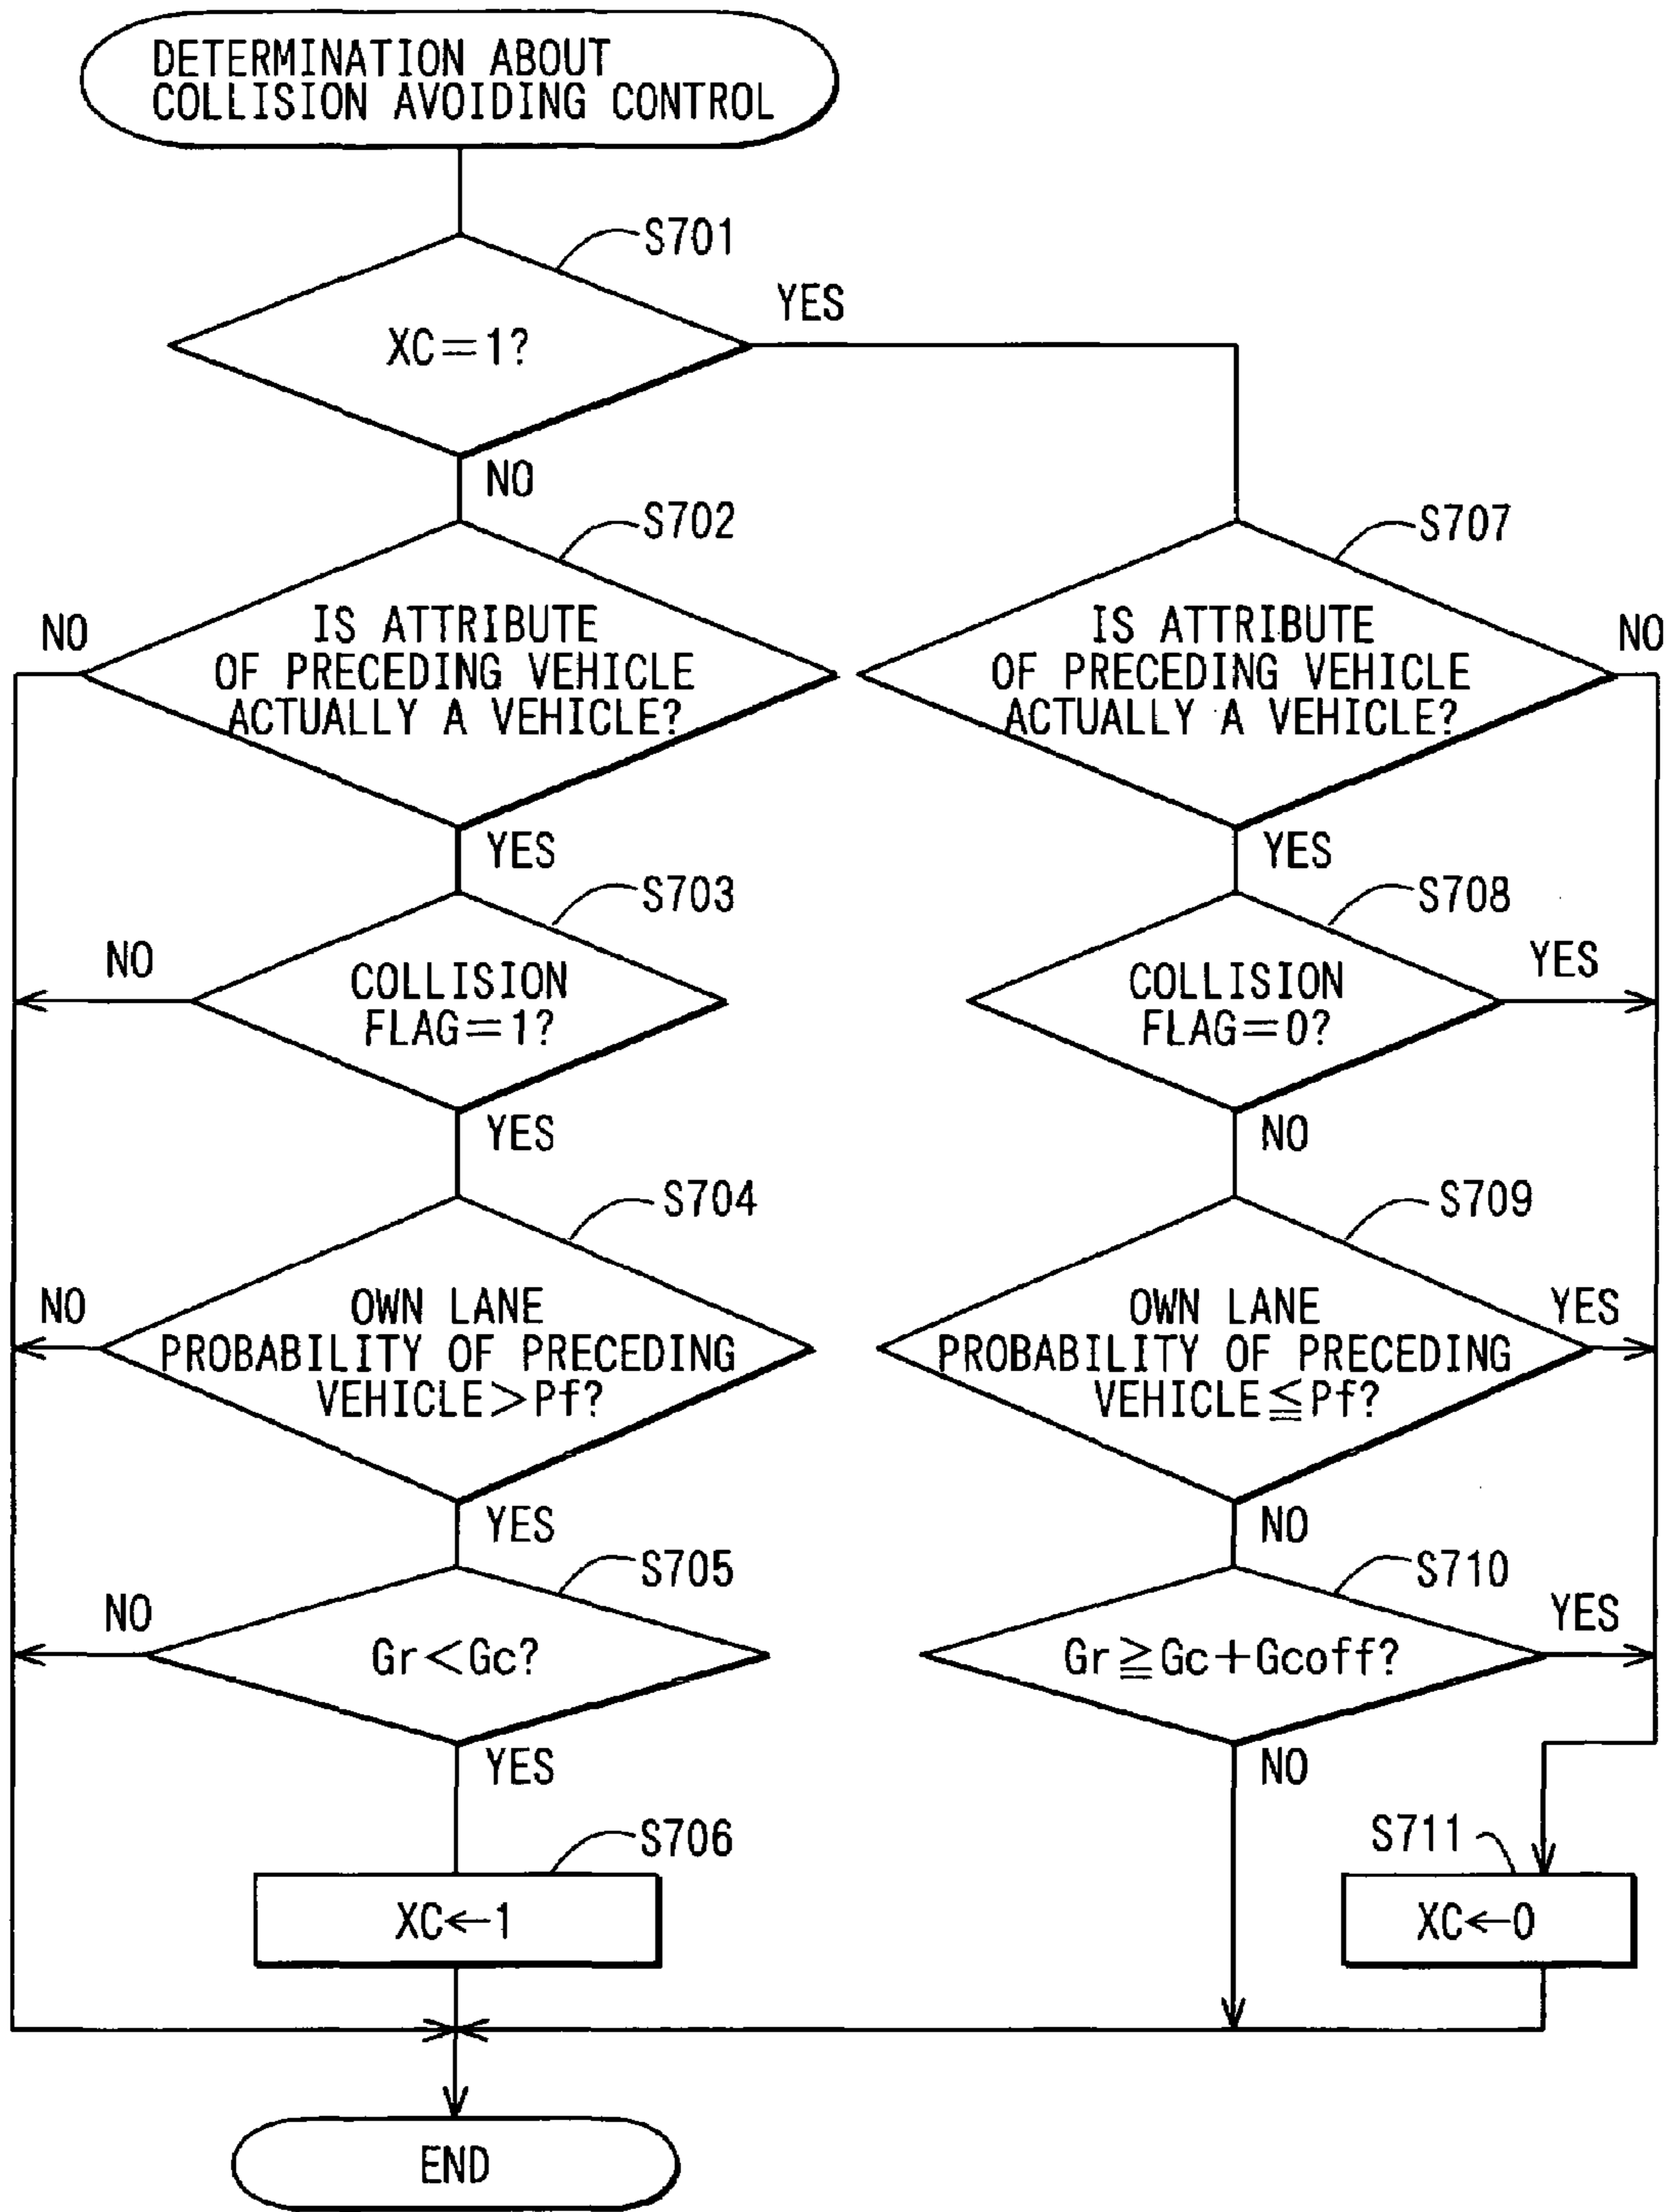 DETERMINATION ABOUT
COLLISION AVOIDING CONTROL
S701
XC=1?
YES
NO
S702
IS ATTRIBUTE
OF PRECEDING VEHICLE
ACTUALLY A VEHICLE?
NO
YES
S703
COLLISION
FLAG=1?
NO
YES
S704
OWN LANE
PROBABILITY OF PRECEDING
VEHICLE>Pf?
NO
YES
S705
Gr<Gc?
NO
YES
S706
XC←1
S707
IS ATTRIBUTE
OF PRECEDING VEHICLE
ACTUALLY A VEHICLE?
NO
YES
S708
COLLISION
FLAG=0?
YES
NO
S709
OWN LANE
PROBABILITY OF PRECEDING
VEHICLE≦Pf?
YES
NO
S710
Gr≧Gc+Gcoff?
YES
NO
S711
XC←0
END